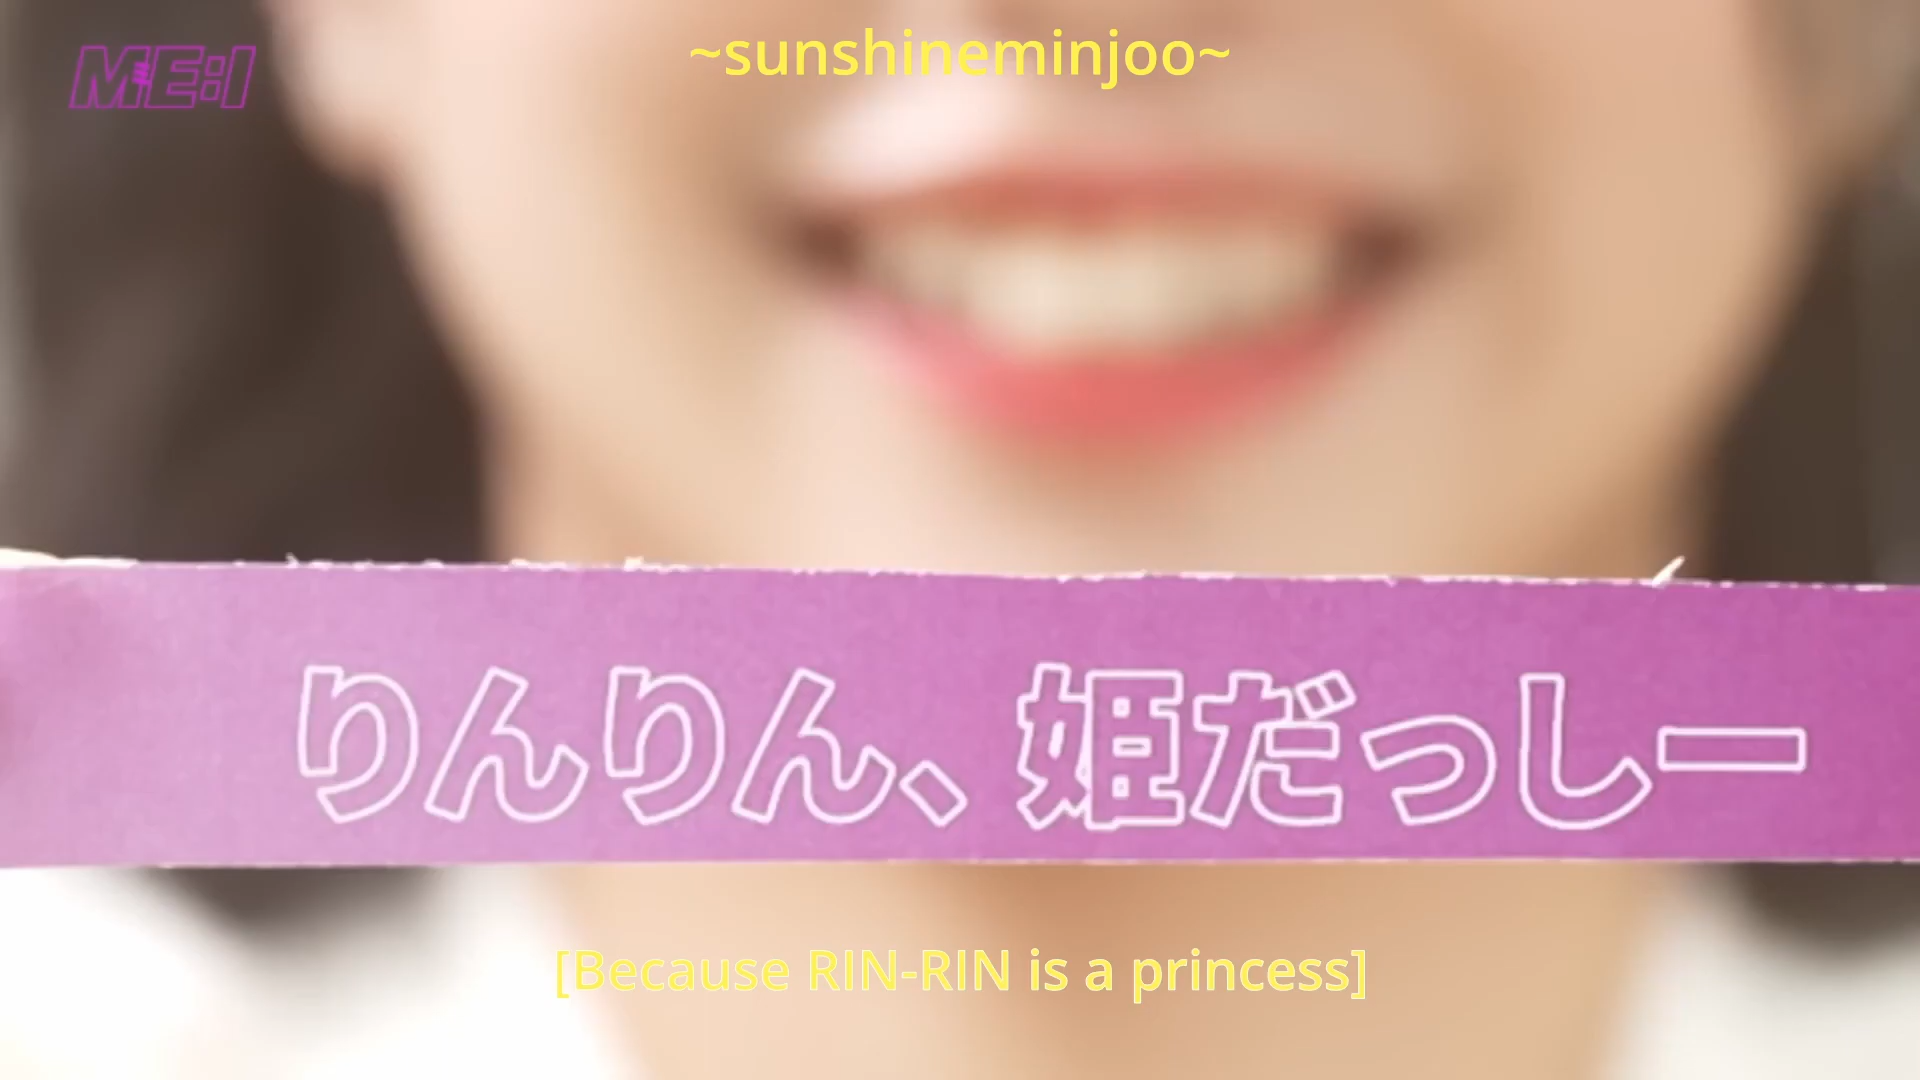 ~sunshineminjoo~
ME:I
りんりん、姫だっしー
[Because RIN-RIN is a princess]